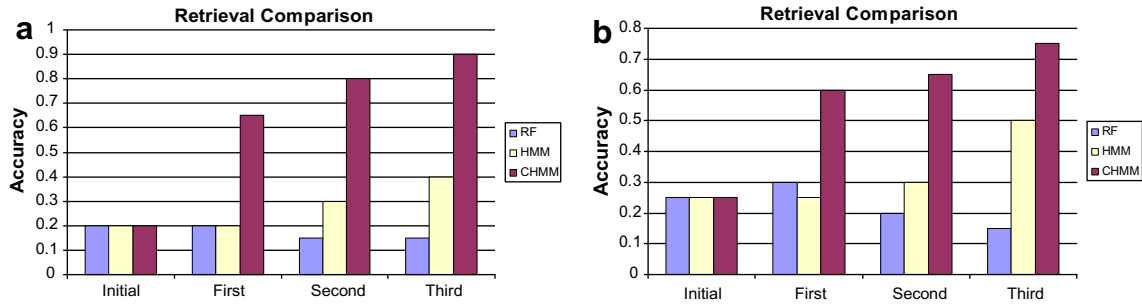 a
Retrieval Comparison
Accuracy
1
0.9
0.8
0.7
0.6
0.5
0.4
0.3
0.2
0.1
0
Initial First Second Third
RF
HMM
CHMM
b
Retrieval Comparison
Accuracy
0.8
0.7
0.6
0.5
0.4
0.3
0.2
0.1
0
Initial First Second Third
RF
HMM
CHMM